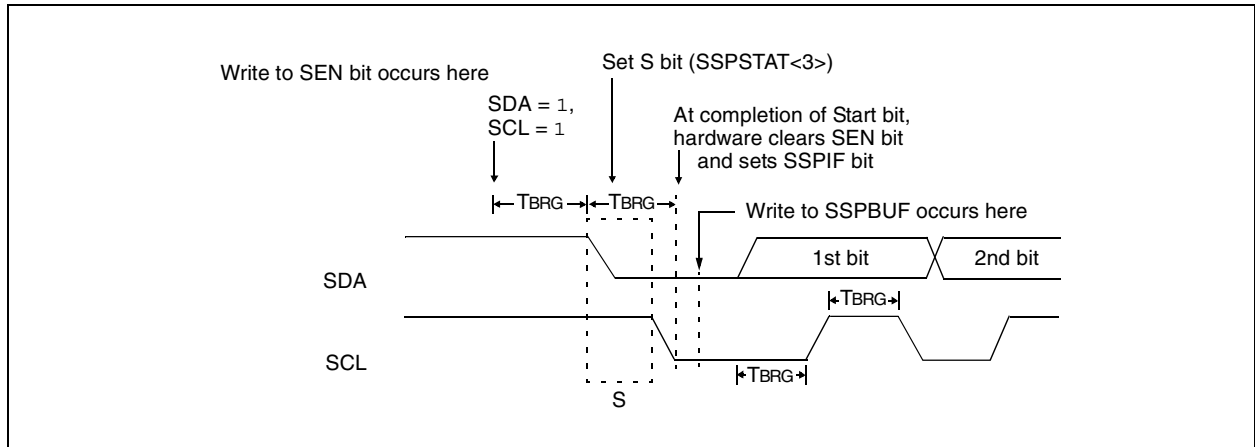 Write to SEN bit occurs here
Set S bit (SSPSTAT<3>)
SDA = 1,
SCL = 1
At completion of Start bit,
hardware clears SEN bit
and sets SSPIF bit
TBRG
TBRG
Write to SSPBUF occurs here
SDA
1st bit
2nd bit
TBRG
SCL
TBRG
S